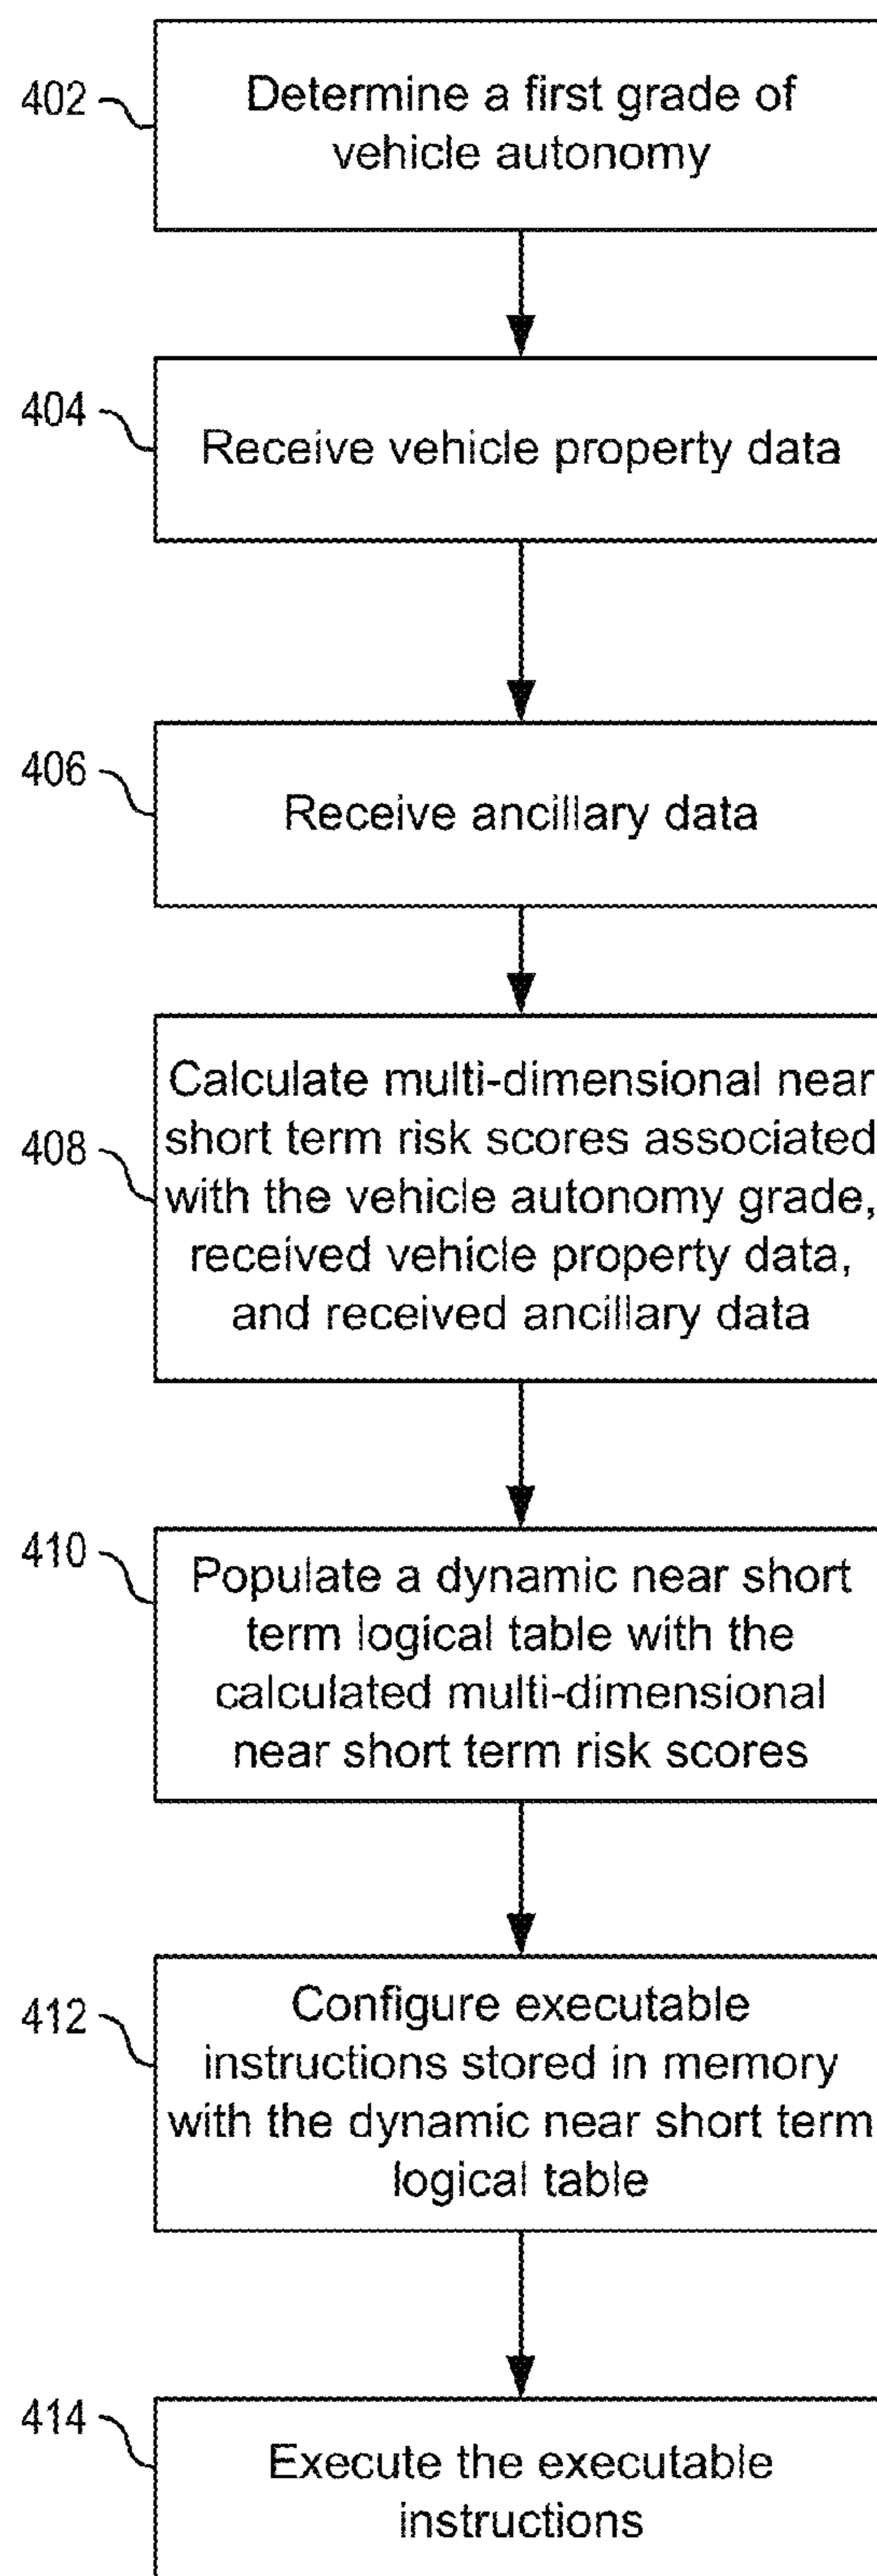 402
Determine a first grade of
vehicle autonomy
404
Receive vehicle property data
406
Receive ancillary data
408
Calculate multi-dimensional near
short term risk scores associated
with the vehicle autonomy grade,
received vehicle property data,
and received ancillary data
410
Populate a dynamic near short
term logical table with the
calculated multi-dimensional
near short term risk scores
412
Configure executable
instructions stored in memory
with the dynamic near short term
logical table
414
Execute the executable
instructions